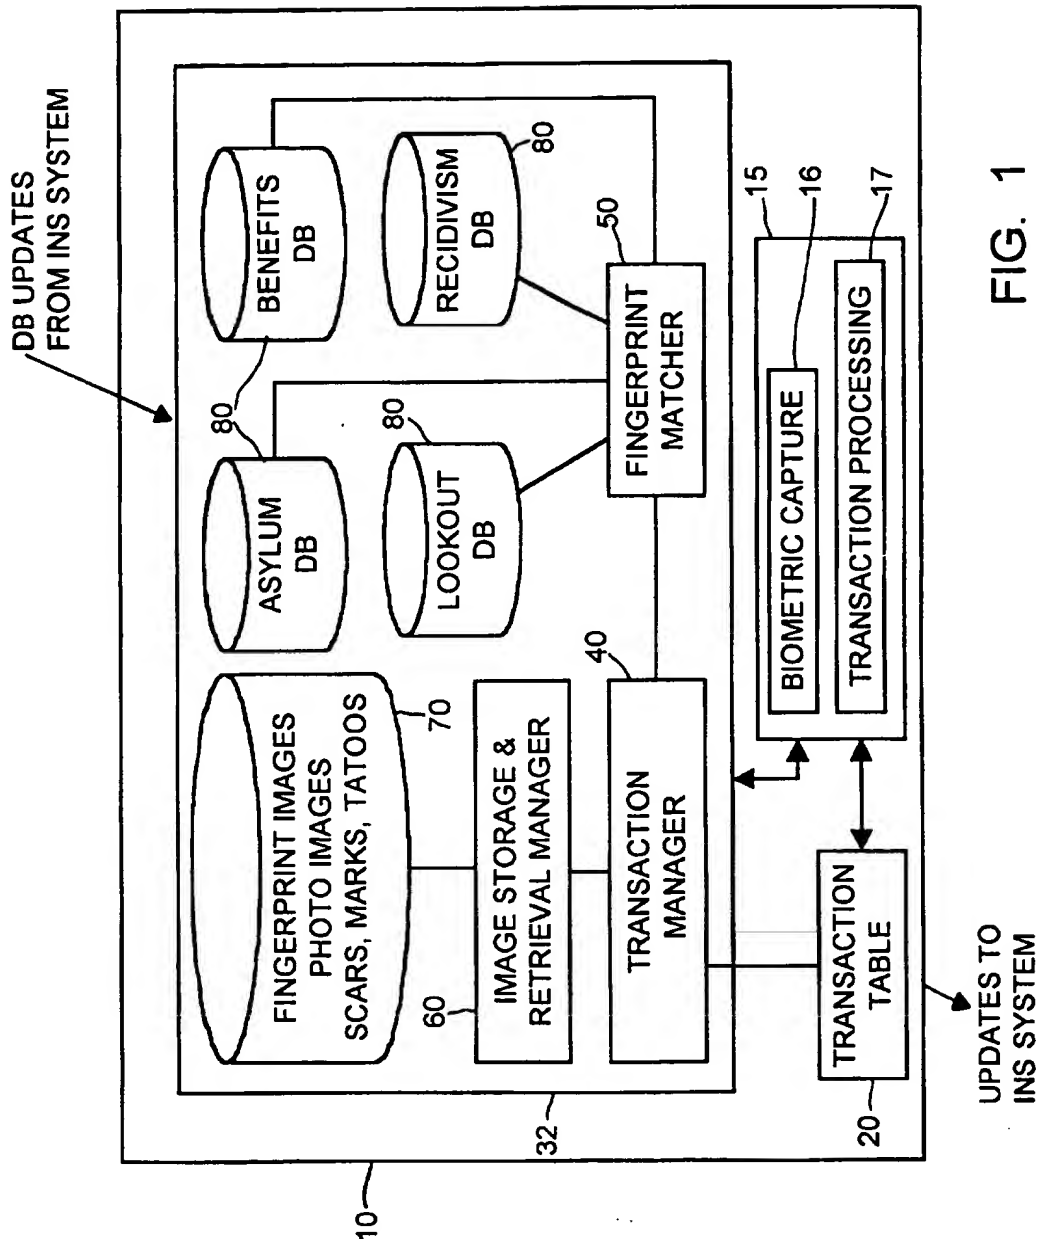 DB UPDATES
FROM INS SYSTEM
10
32
FINGERPRINT IMAGES
PHOTO IMAGES
SCARS, MARKS, TATOOS
70
ASYLUM
DB
80
BENEFITS
DB
LOOKOUT
DB
80
RECIDIVISM
DB
80
60
IMAGE STORAGE &
RETRIEVAL MANAGER
TRANSACTION
MANAGER
40
FINGERPRINT
MATCHER
50
15
BIOMETRIC CAPTURE
16
TRANSACTION PROCESSING
17
TRANSACTION
TABLE
20
UPDATES TO
INS SYSTEM
FIG. 1